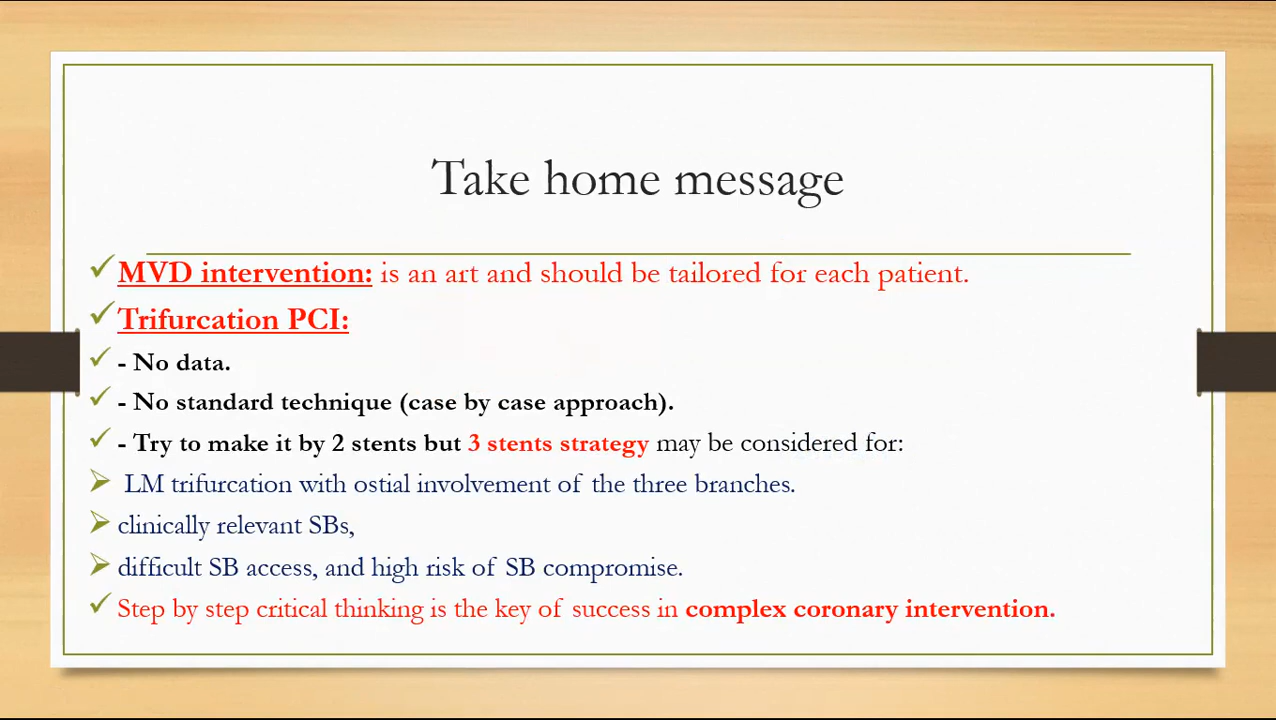 Take home message
MVD intervention: is an art and should be tailored for each patient.
Trifurcation PCI:
- No data.
- No standard technique (case by case approach).
- Try to make it by 2 stents but 3 stents strategy may be considered for:
LM trifurcation with ostial involvement of the three branches.
clinically relevant SBs,
difficult SB access, and high risk of SB compromise.
Step by step critical thinking is the key of success in complex coronary intervention.